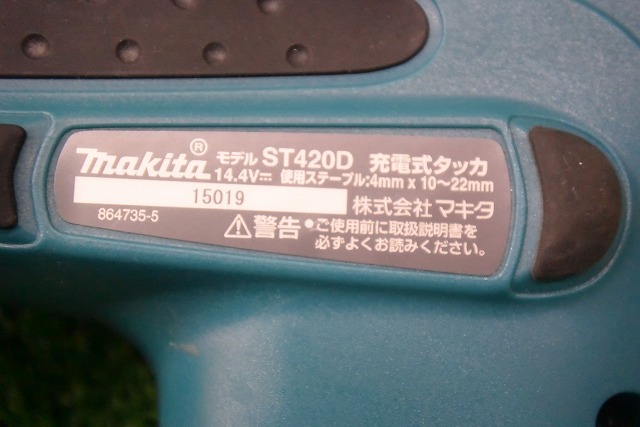 makita® モデル ST420D 充電式タッカ
14.4V⎓ 使用ステープル:4mm x 10〜22mm
15019
株式会社マキタ
864735-5
⚠警告・ご使用前に取扱説明書を
必ずよくお読みください。